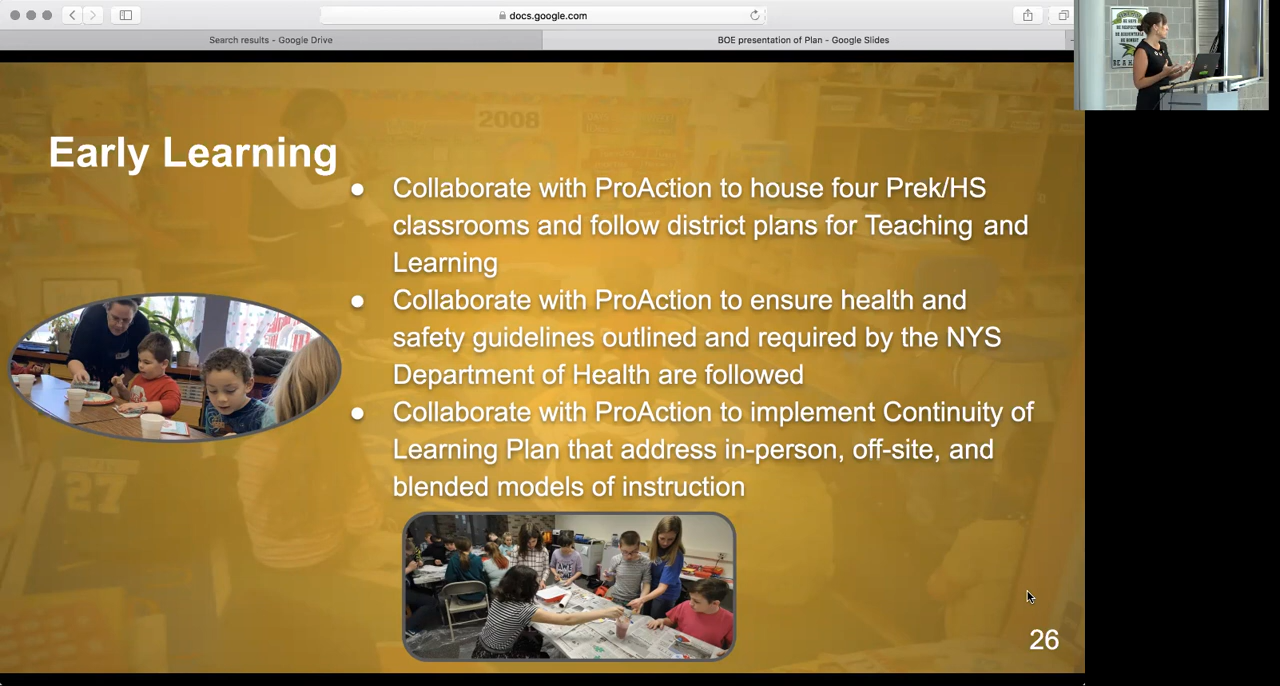 docs.google.com
Search results - Google Drive
BOE presentation of Plan - Google Slides
2008
Early Learning
● Collaborate with ProAction to house four Prek/HS
classrooms and follow district plans for Teaching and
Learning
● Collaborate with ProAction to ensure health and
safety guidelines outlined and required by the NYS
Department of Health are followed
● Collaborate with ProAction to implement Continuity of
Learning Plan that address in-person, off-site, and
blended models of instruction
27
26